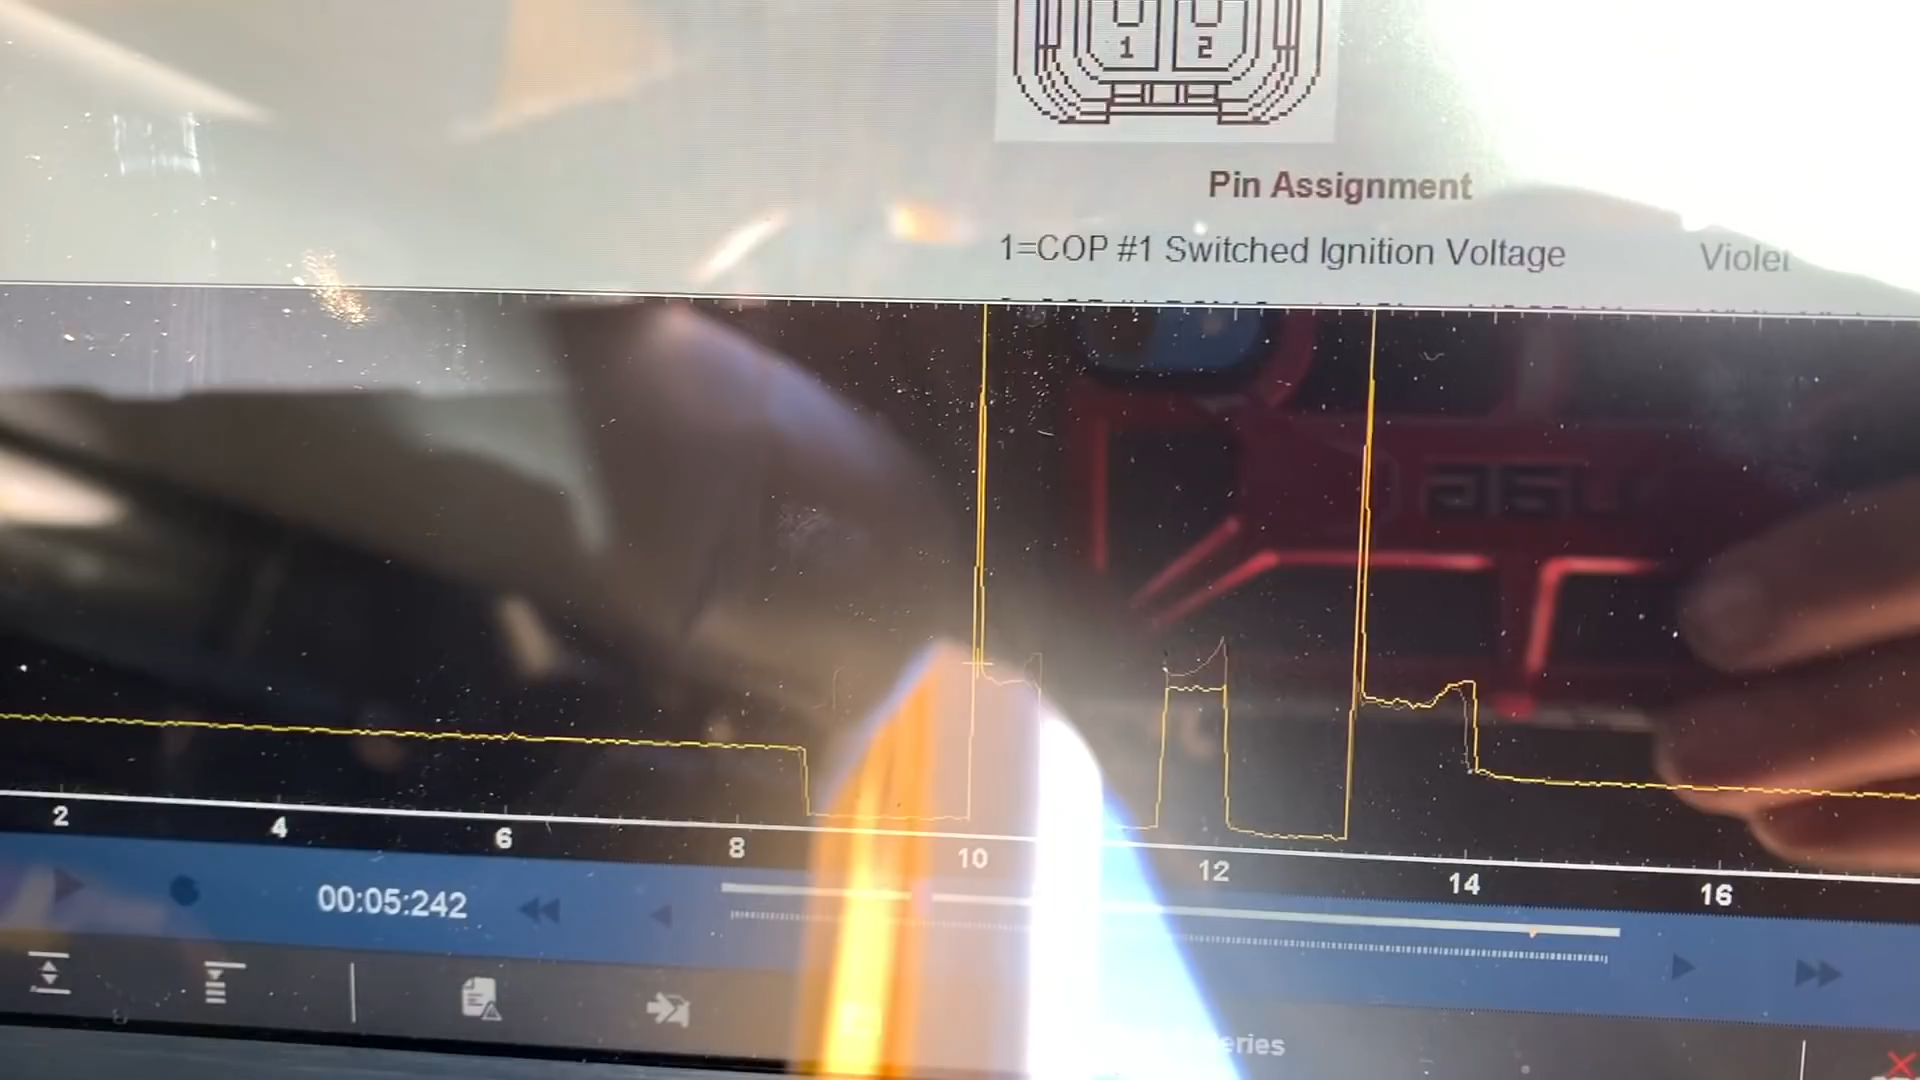 1 2
Pin Assignment
1=COP #1 Switched Ignition Voltage Violet
2 4 6 8 10 12 14 16
00:05:242